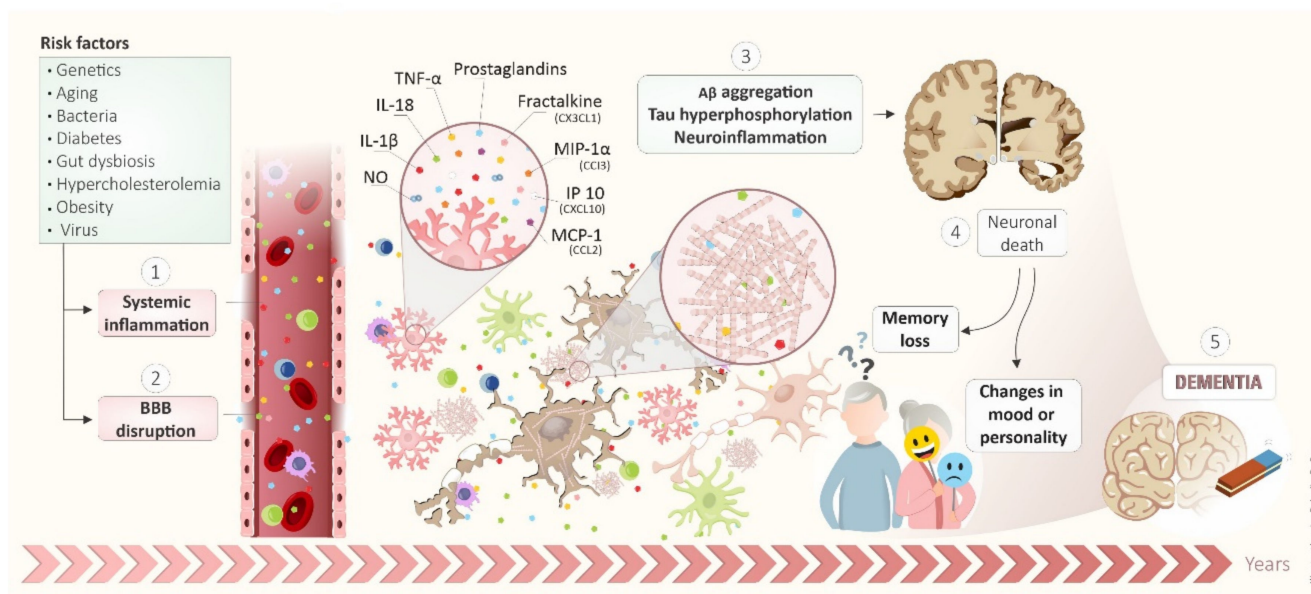 Risk factors
• Genetics
• Aging
• Bacteria
• Diabetes
• Gut dysbiosis
• Hypercholesterolemia
• Obesity
• Virus
1
Systemic
inflammation
2
BBB
disruption
TNF-α
Prostaglandins
IL-18
Fractalkine
(CX3CL1)
IL-1β
MIP-1α
(CCl3)
NO
IP 10
(CXCL10)
MCP-1
(CCL2)
3
Aβ aggregation
Tau hyperphosphorylation
Neuroinflammation
4
Neuronal
death
Memory
loss
???
Changes in
mood or
personality
5
DEMENTIA
Years